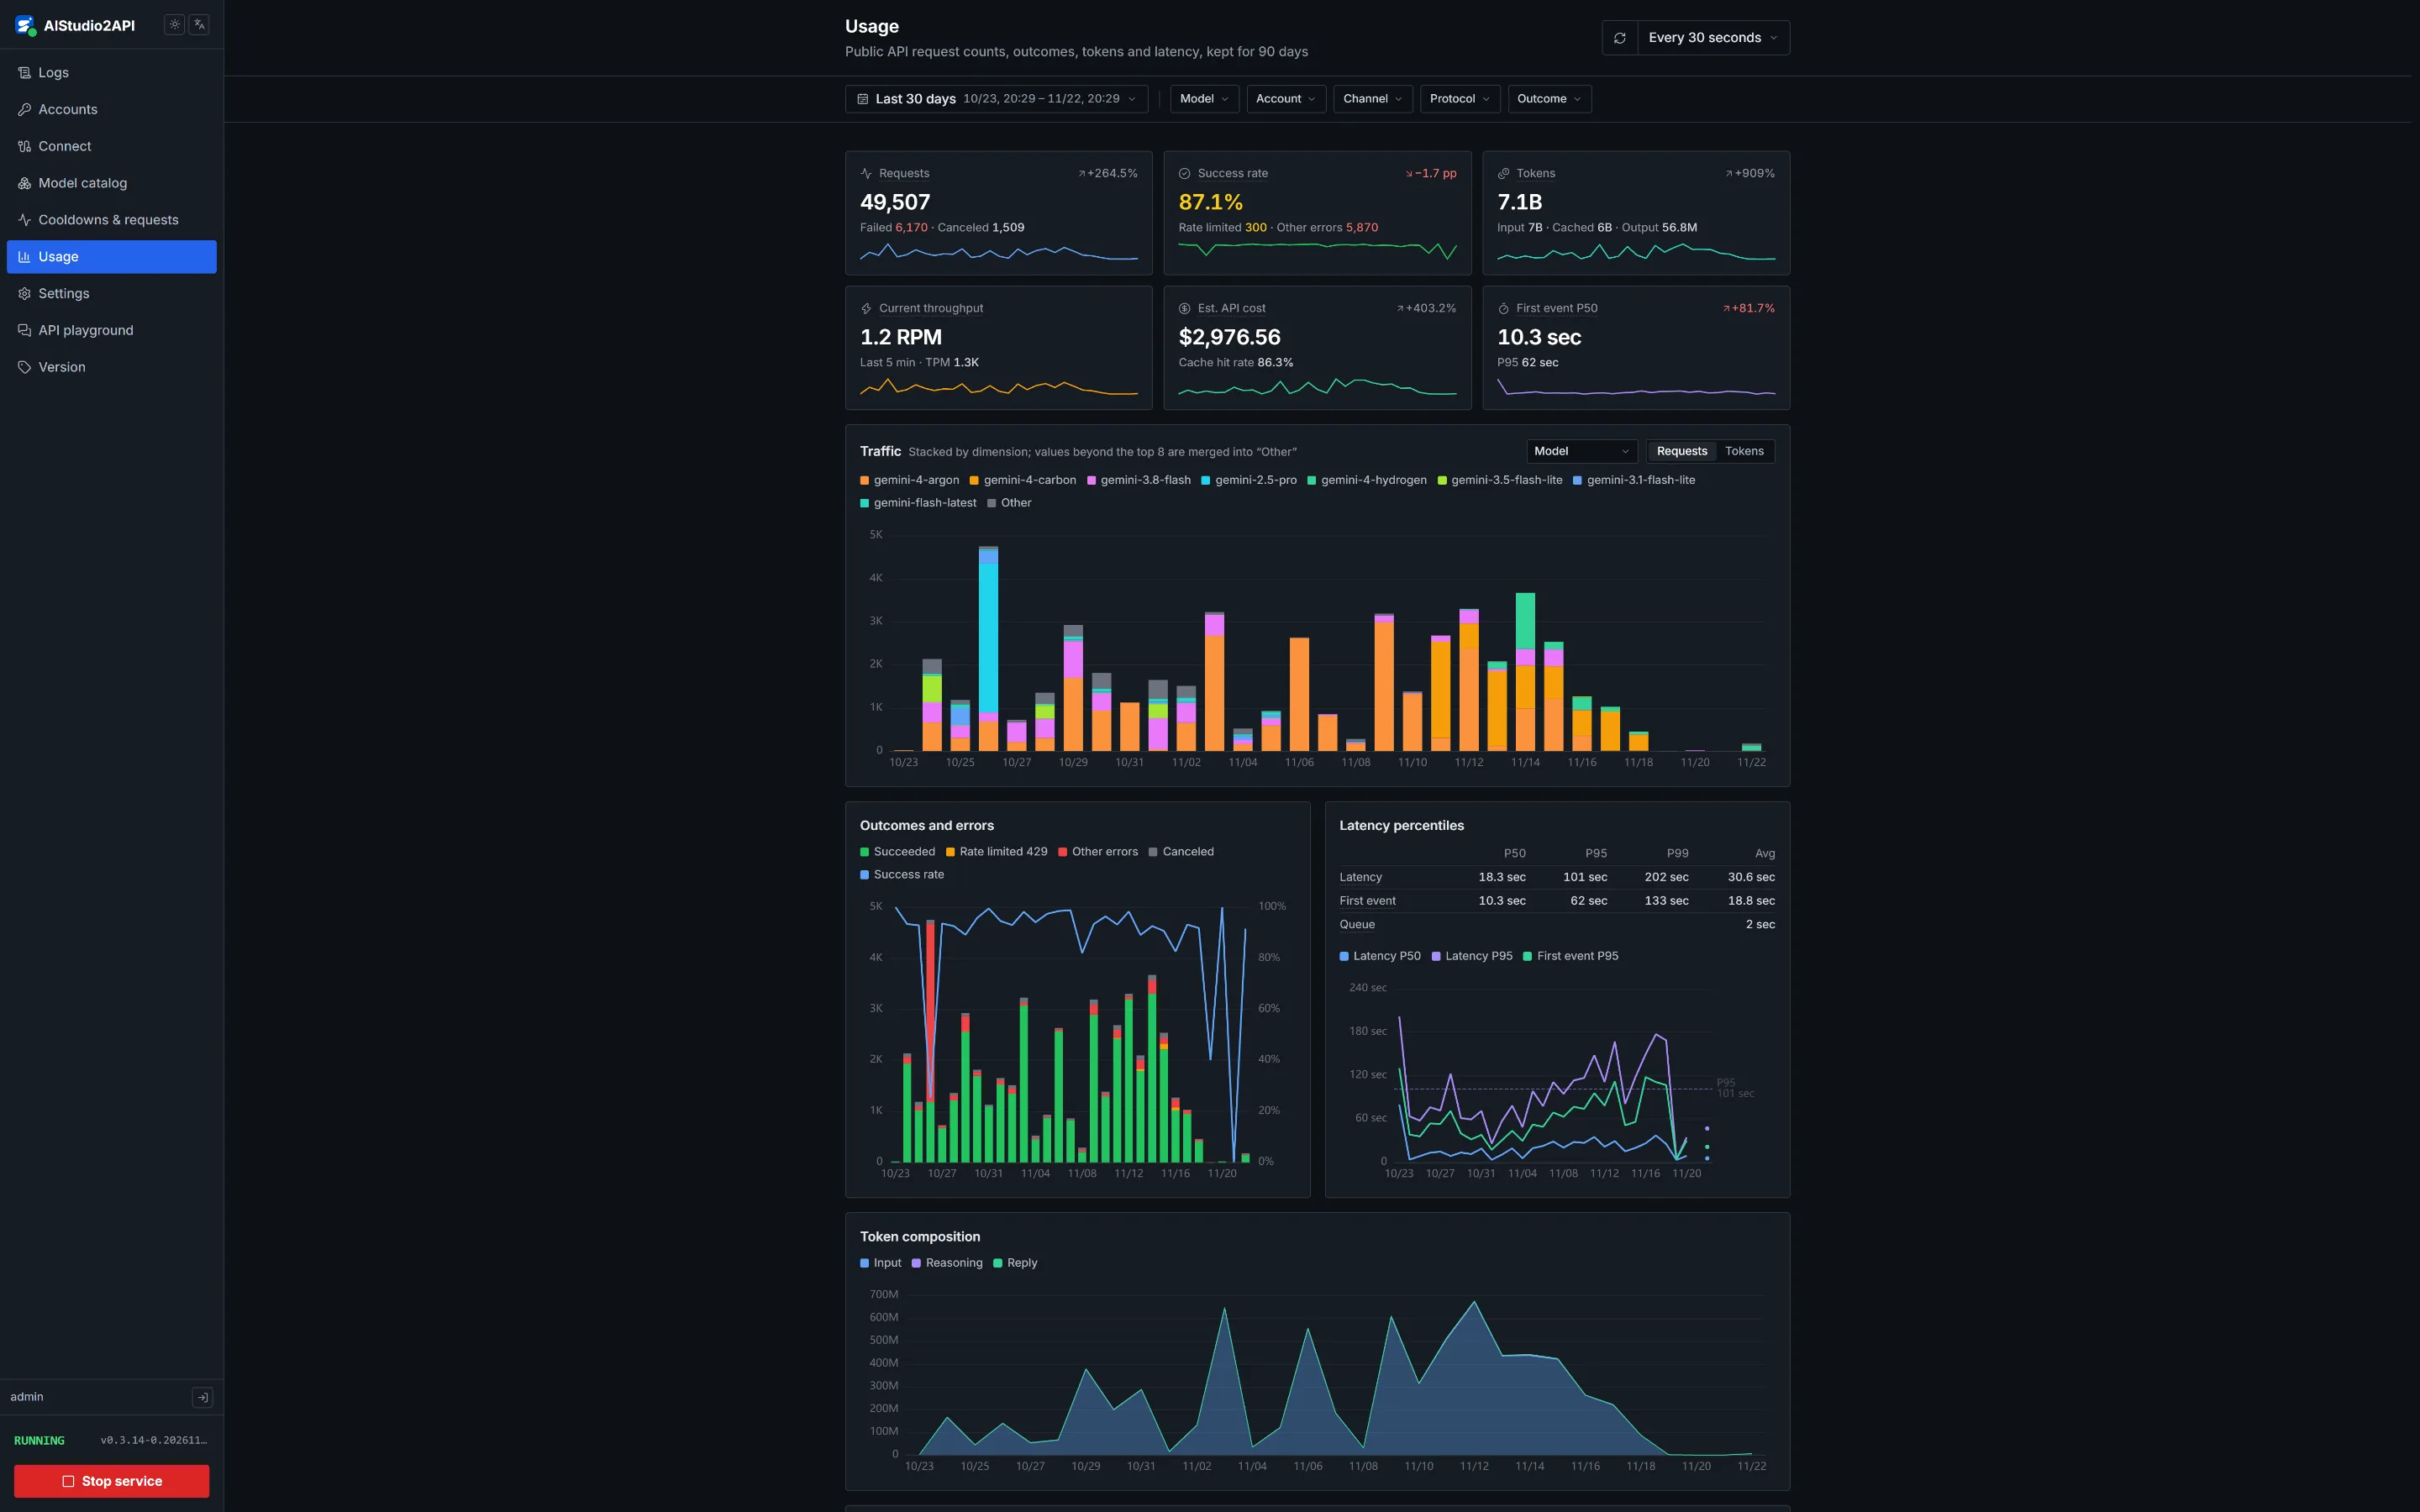 AIStudio2API
Logs
Accounts
Connect
Model catalog
Cooldowns & requests
Usage
Settings
API playground
Version
admin
RUNNING v0.3.14-0.202611…
Stop service
Usage
Public API request counts, outcomes, tokens and latency, kept for 90 days
Every 30 seconds
Last 30 days 10/23, 20:29 – 11/22, 20:29
Model Account Channel Protocol Outcome
Requests +264.5%
49,507
Failed 6,170 · Canceled 1,509
Success rate −1.7 pp
87.1%
Rate limited 300 · Other errors 5,870
Tokens +909%
7.1B
Input 7B · Cached 6B · Output 56.8M
Current throughput
1.2 RPM
Last 5 min · TPM 1.3K
Est. API cost +403.2%
$2,976.56
Cache hit rate 86.3%
First event P50 +81.7%
10.3 sec
P95 62 sec
Traffic Stacked by dimension; values beyond the top 8 are merged into “Other”
Model Requests Tokens
gemini-4-argon gemini-4-carbon gemini-3.8-flash gemini-2.5-pro gemini-4-hydrogen gemini-3.5-flash-lite gemini-3.1-flash-lite
gemini-flash-latest Other
5K
4K
3K
2K
1K
0
10/23 10/25 10/27 10/29 10/31 11/02 11/04 11/06 11/08 11/10 11/12 11/14 11/16 11/18 11/20 11/22
Outcomes and errors
Succeeded Rate limited 429 Other errors Canceled
Success rate
5K 100%
4K 80%
3K 60%
2K 40%
1K 20%
0 0%
10/23 10/27 10/31 11/04 11/08 11/12 11/16 11/20
Latency percentiles
P50 P95 P99 Avg
Latency 18.3 sec 101 sec 202 sec 30.6 sec
First event 10.3 sec 62 sec 133 sec 18.8 sec
Queue 2 sec
Latency P50 Latency P95 First event P95
240 sec
180 sec
120 sec
P95
101 sec
60 sec
0
10/23 10/27 10/31 11/04 11/08 11/12 11/16 11/20
Token composition
Input Reasoning Reply
700M
600M
500M
400M
300M
200M
100M
0
10/23 10/25 10/27 10/29 10/31 11/02 11/04 11/06 11/08 11/10 11/12 11/14 11/16 11/18 11/20 11/22